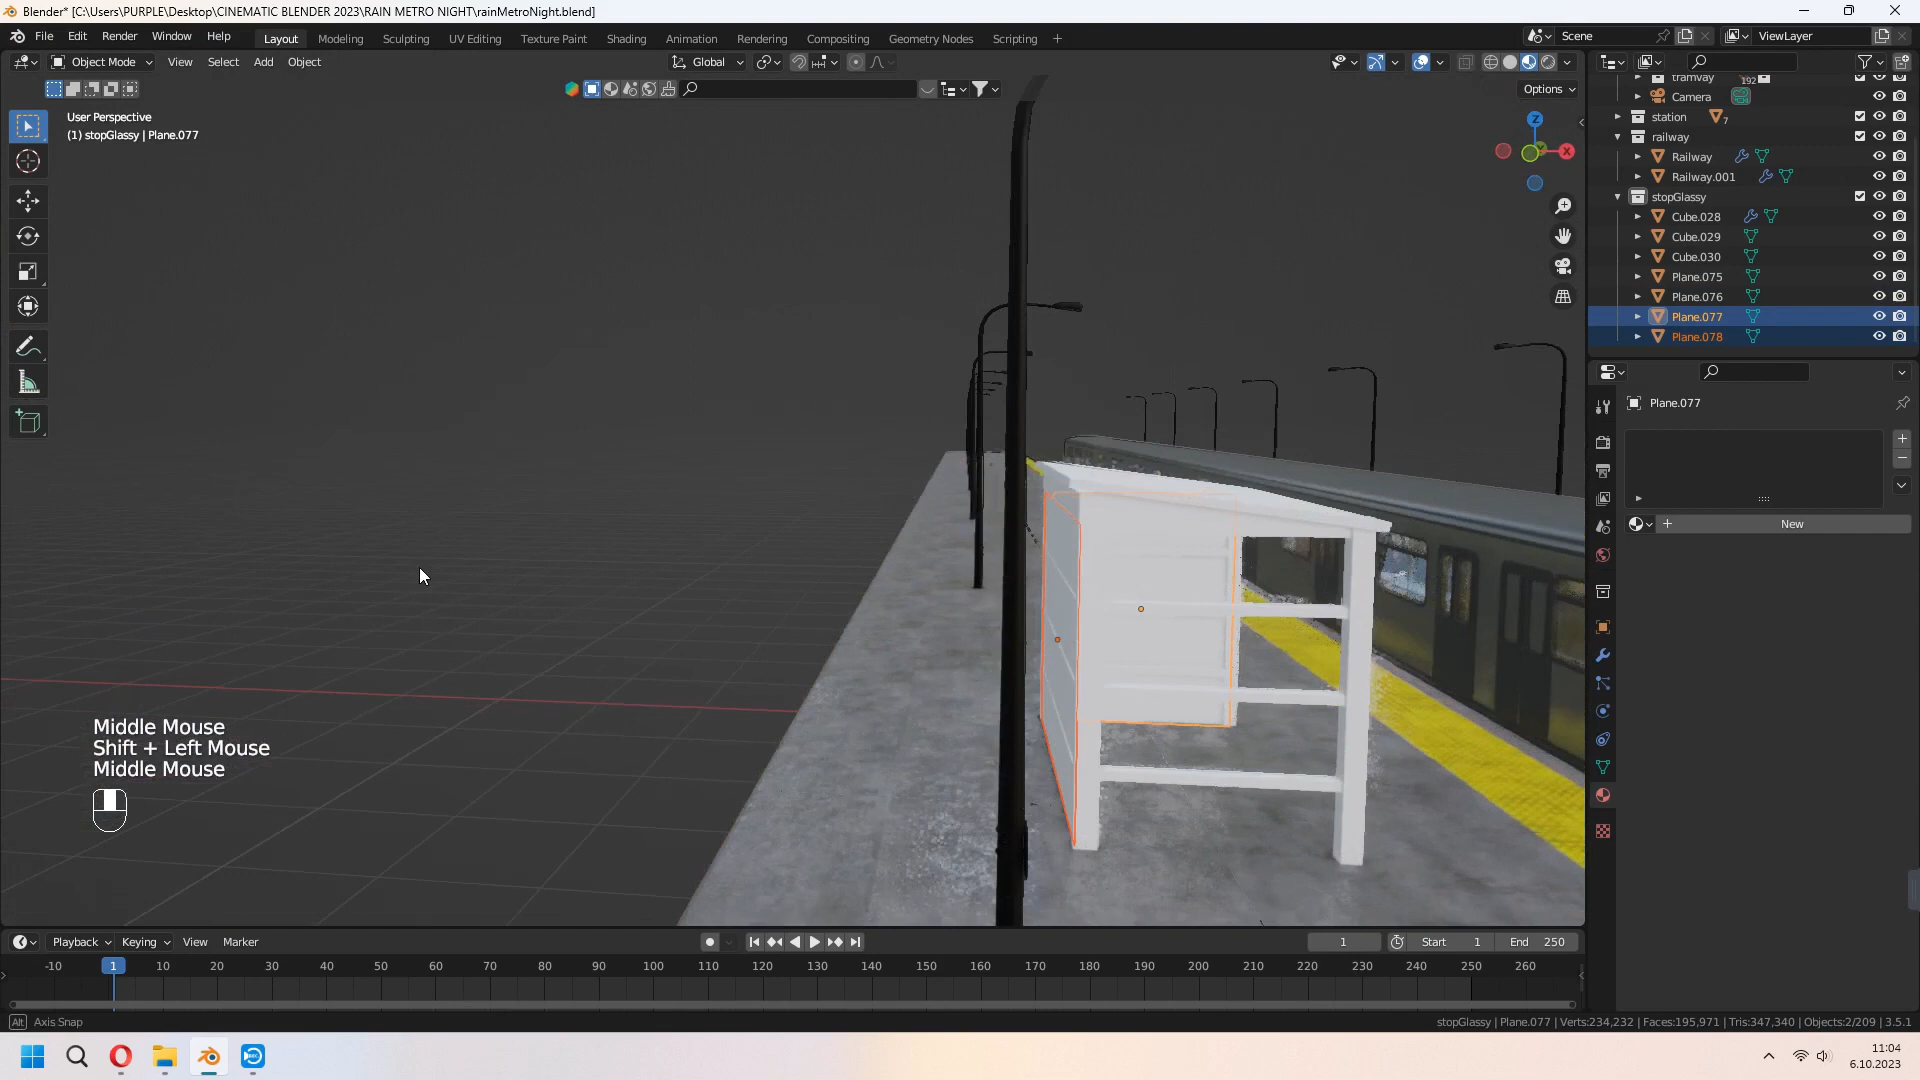 Blender* [C:\Users\PURPLE\Desktop\CINEMATIC BLENDER 2023\RAIN METRO NIGHT\rainMetroNight.blend]
File Edit Render Window Help Layout Modeling Sculpting UV Editing Texture Paint Shading Animation Rendering Compositing Geometry Nodes Scripting + Scene ViewLayer
Object Mode View Select Add Object Global
Options
User Perspective
(1) stopGlassy | Plane.077
Z
X
tramvay 192
Camera
station 7
railway
Railway
Railway.001
stopGlassy
Cube.028
Cube.029
Cube.030
Plane.075
Plane.076
Plane.077
Plane.078
Plane.077
New
Middle Mouse
Shift + Left Mouse
Middle Mouse
Playback Keying View Marker 1 Start 1 End 250
-10 1 10 20 30 40 50 60 70 80 90 100 110 120 130 140 150 160 170 180 190 200 210 220 230 240 250 260
Alt Axis Snap
stopGlassy | Plane.077 | Verts:234,232 | Faces:195,971 | Tris:347,340 | Objects:2/209 | 3.5.1
11:04
6.10.2023